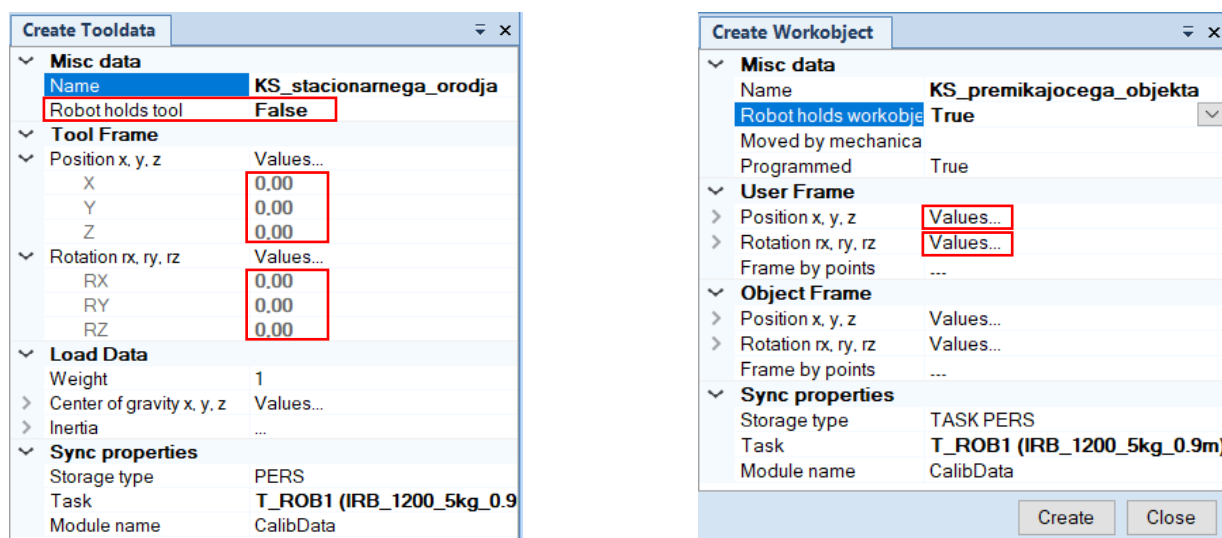 Create Tooldata
Misc data
Name KS_stacionarnega_orodja
Robot holds tool False
Tool Frame
Position x, y, z Values...
X 0,00
Y 0,00
Z 0,00
Rotation rx, ry, rz Values...
RX 0,00
RY 0,00
RZ 0,00
Load Data
Weight 1
Center of gravity x, y, z Values...
Inertia ...
Sync properties
Storage type PERS
Task T_ROB1 (IRB_1200_5kg_0.9
Module name CalibData
Create Workobject
Misc data
Name KS_premikajocega_objekta
Robot holds workobje True
Moved by mechanica
Programmed True
User Frame
Position x, y, z Values...
Rotation rx, ry, rz Values...
Frame by points ...
Object Frame
Position x, y, z Values...
Rotation rx, ry, rz Values...
Frame by points ...
Sync properties
Storage type TASK PERS
Task T_ROB1 (IRB_1200_5kg_0.9m)
Module name CalibData
Create Close